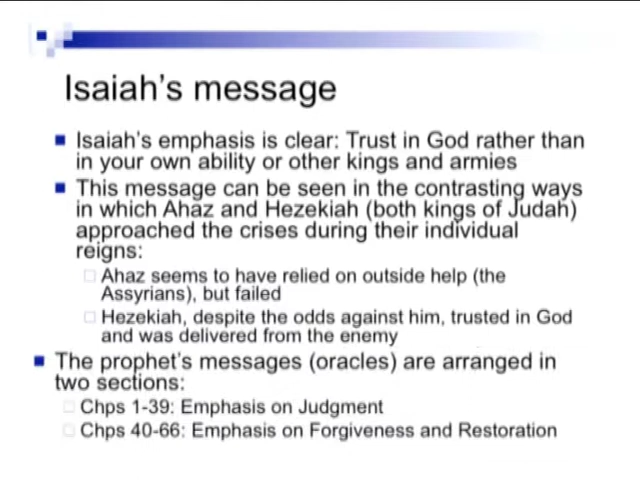 Isaiah's message
Isaiah's emphasis is clear: Trust in God rather than
in your own ability or other kings and armies
This message can be seen in the contrasting ways
in which Ahaz and Hezekiah (both kings of Judah)
approached the crises during their individual
reigns:
Ahaz seems to have relied on outside help (the
Assyrians), but failed
Hezekiah, despite the odds against him, trusted in God
and was delivered from the enemy
The prophet's messages (oracles) are arranged in
two sections:
Chps 1-39: Emphasis on Judgment
Chps 40-66: Emphasis on Forgiveness and Restoration